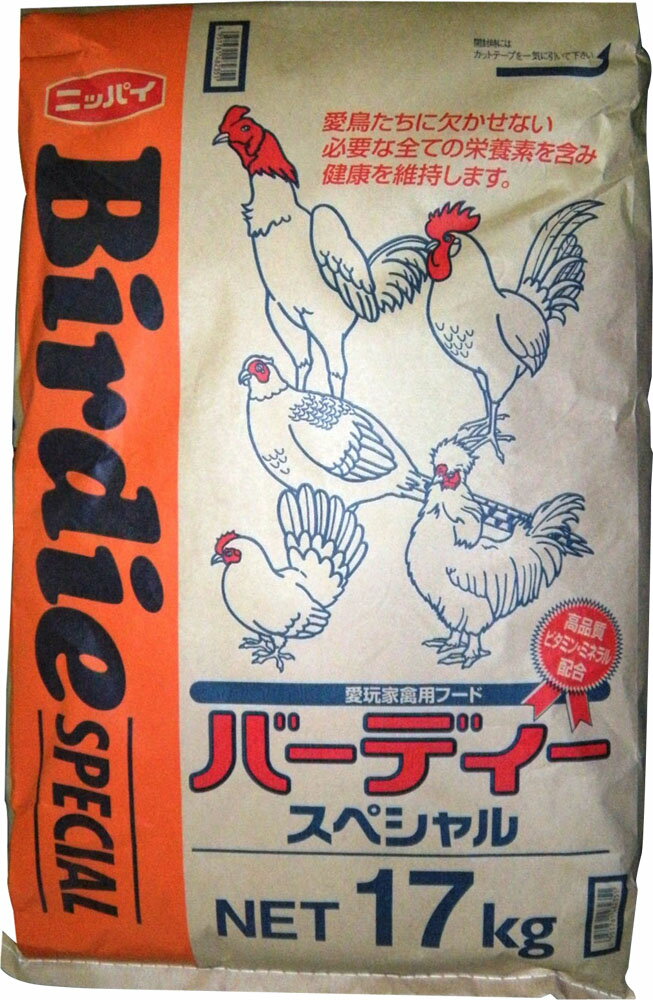 ニッパイ
Birdie SPECIAL
開封時には
カットテープを一気に引いて下さい
愛鳥たちに欠かせない
必要な全ての栄養素を含み
健康を維持します。
高品質
ビタミン・ミネラル
配合
愛玩家禽用フード
バーディー
スペシャル
NET 17kg